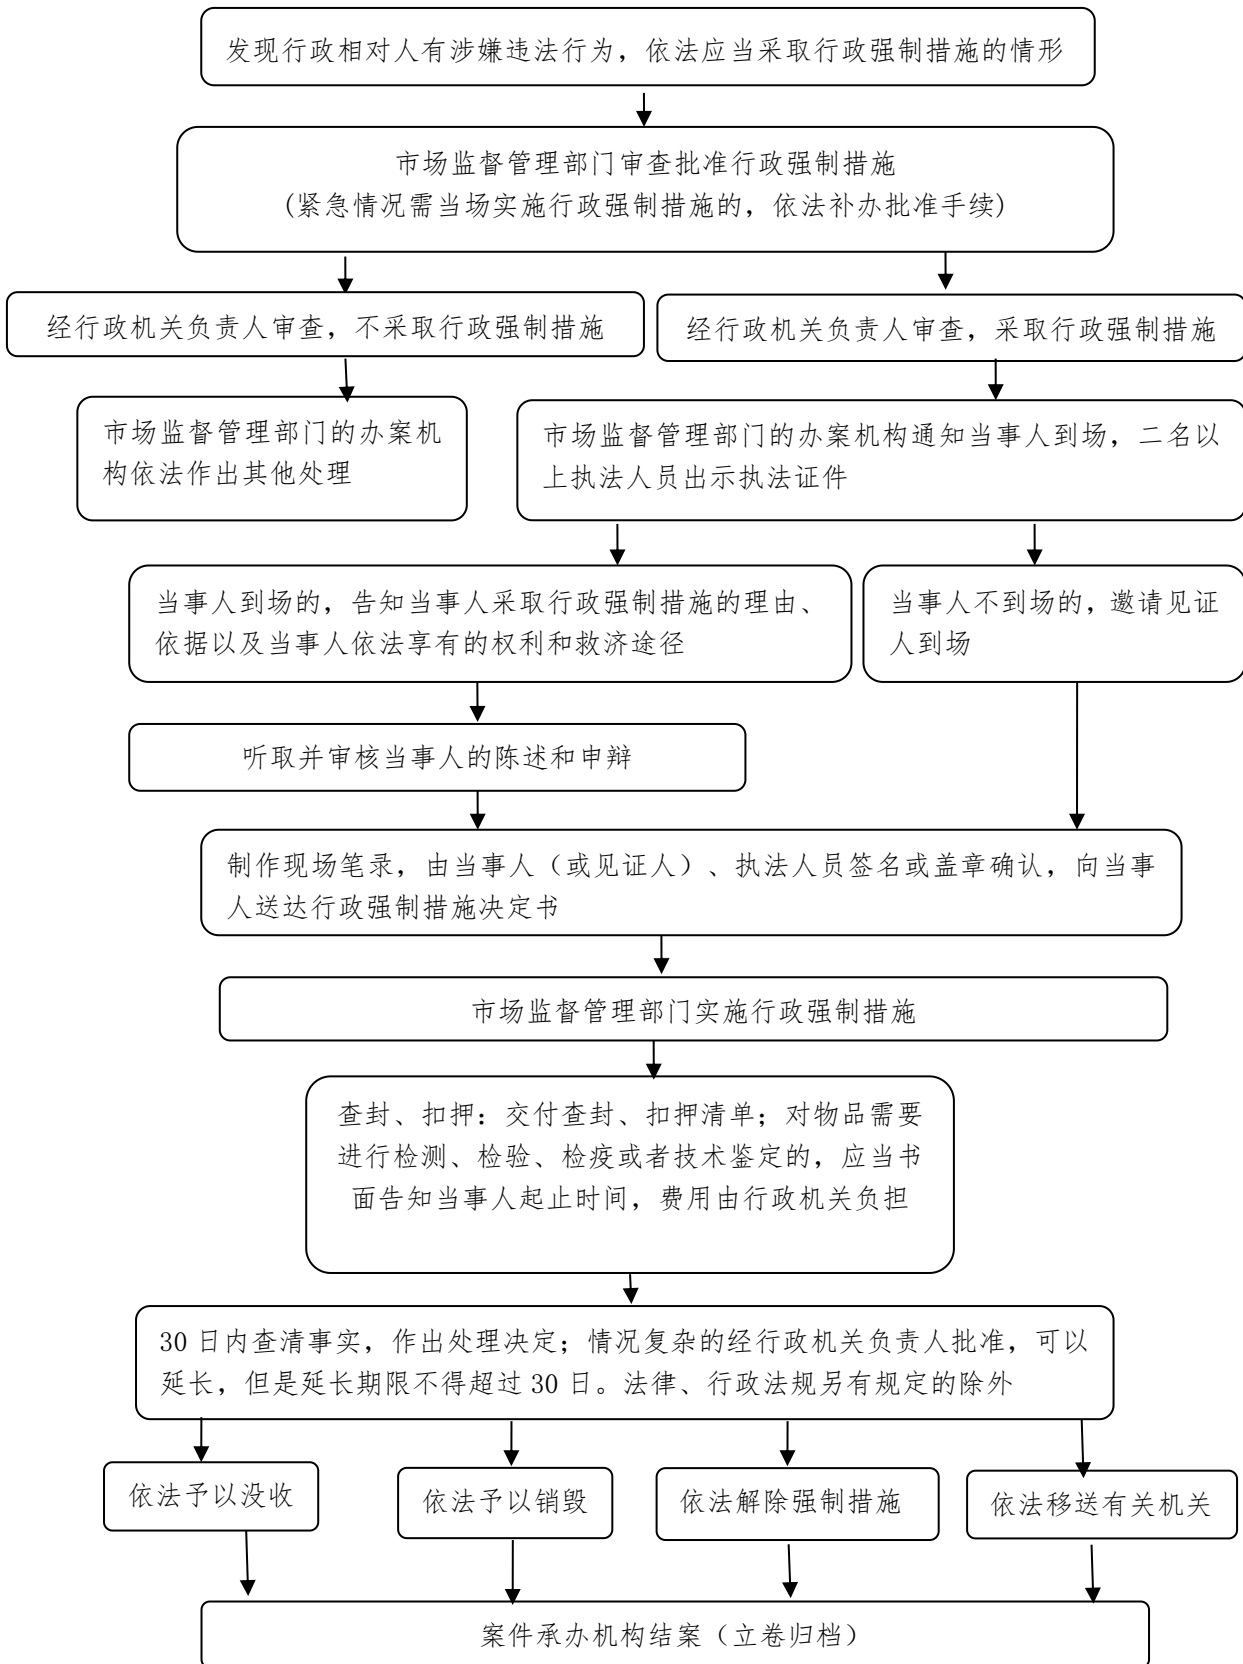 发现行政相对人有涉嫌违法行为，依法应当采取行政强制措施的情形
市场监督管理部门审查批准行政强制措施
(紧急情况需当场实施行政强制措施的，依法补办批准手续)
经行政机关负责人审查，不采取行政强制措施
经行政机关负责人审查，采取行政强制措施
市场监督管理部门的办案机
构依法作出其他处理
市场监督管理部门的办案机构通知当事人到场，二名以
上执法人员出示执法证件
当事人到场的，告知当事人采取行政强制措施的理由、
依据以及当事人依法享有的权利和救济途径
当事人不到场的，邀请见证
人到场
听取并审核当事人的陈述和申辩
制作现场笔录，由当事人（或见证人）、执法人员签名或盖章确认，向当事
人送达行政强制措施决定书
市场监督管理部门实施行政强制措施
查封、扣押：交付查封、扣押清单；对物品需要
进行检测、检验、检疫或者技术鉴定的，应当书
面告知当事人起止时间，费用由行政机关负担
30 日内查清事实，作出处理决定；情况复杂的经行政机关负责人批准，可以
延长，但是延长期限不得超过 30 日。法律、行政法规另有规定的除外
依法予以没收
依法予以销毁
依法解除强制措施
依法移送有关机关
案件承办机构结案（立卷归档）